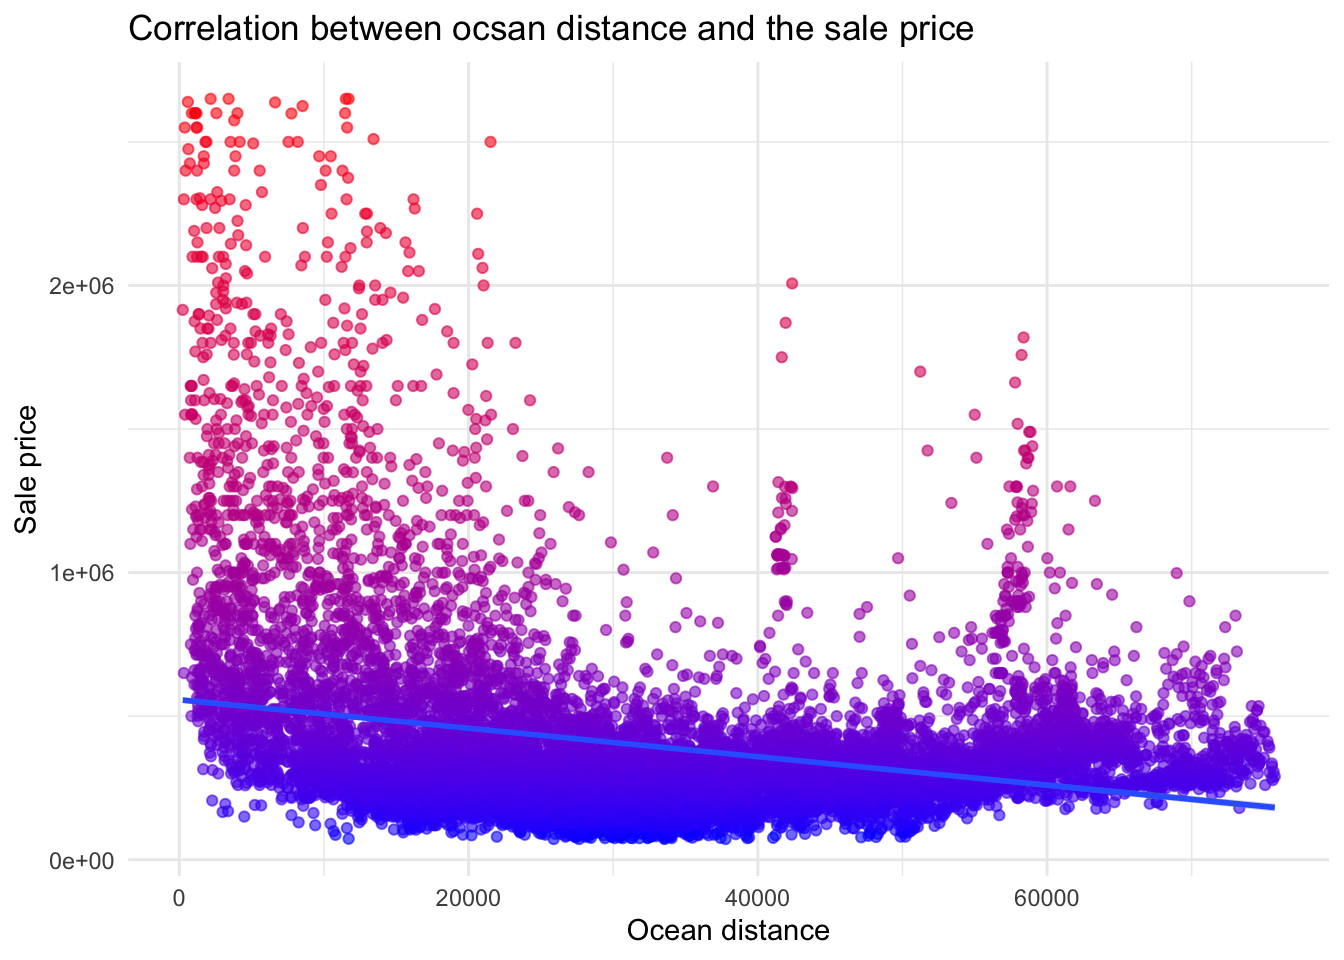 Correlation between ocsan distance and the sale price
2e+06
1e+06
0e+00
Sale price
0
20000
40000
60000
Ocean distance